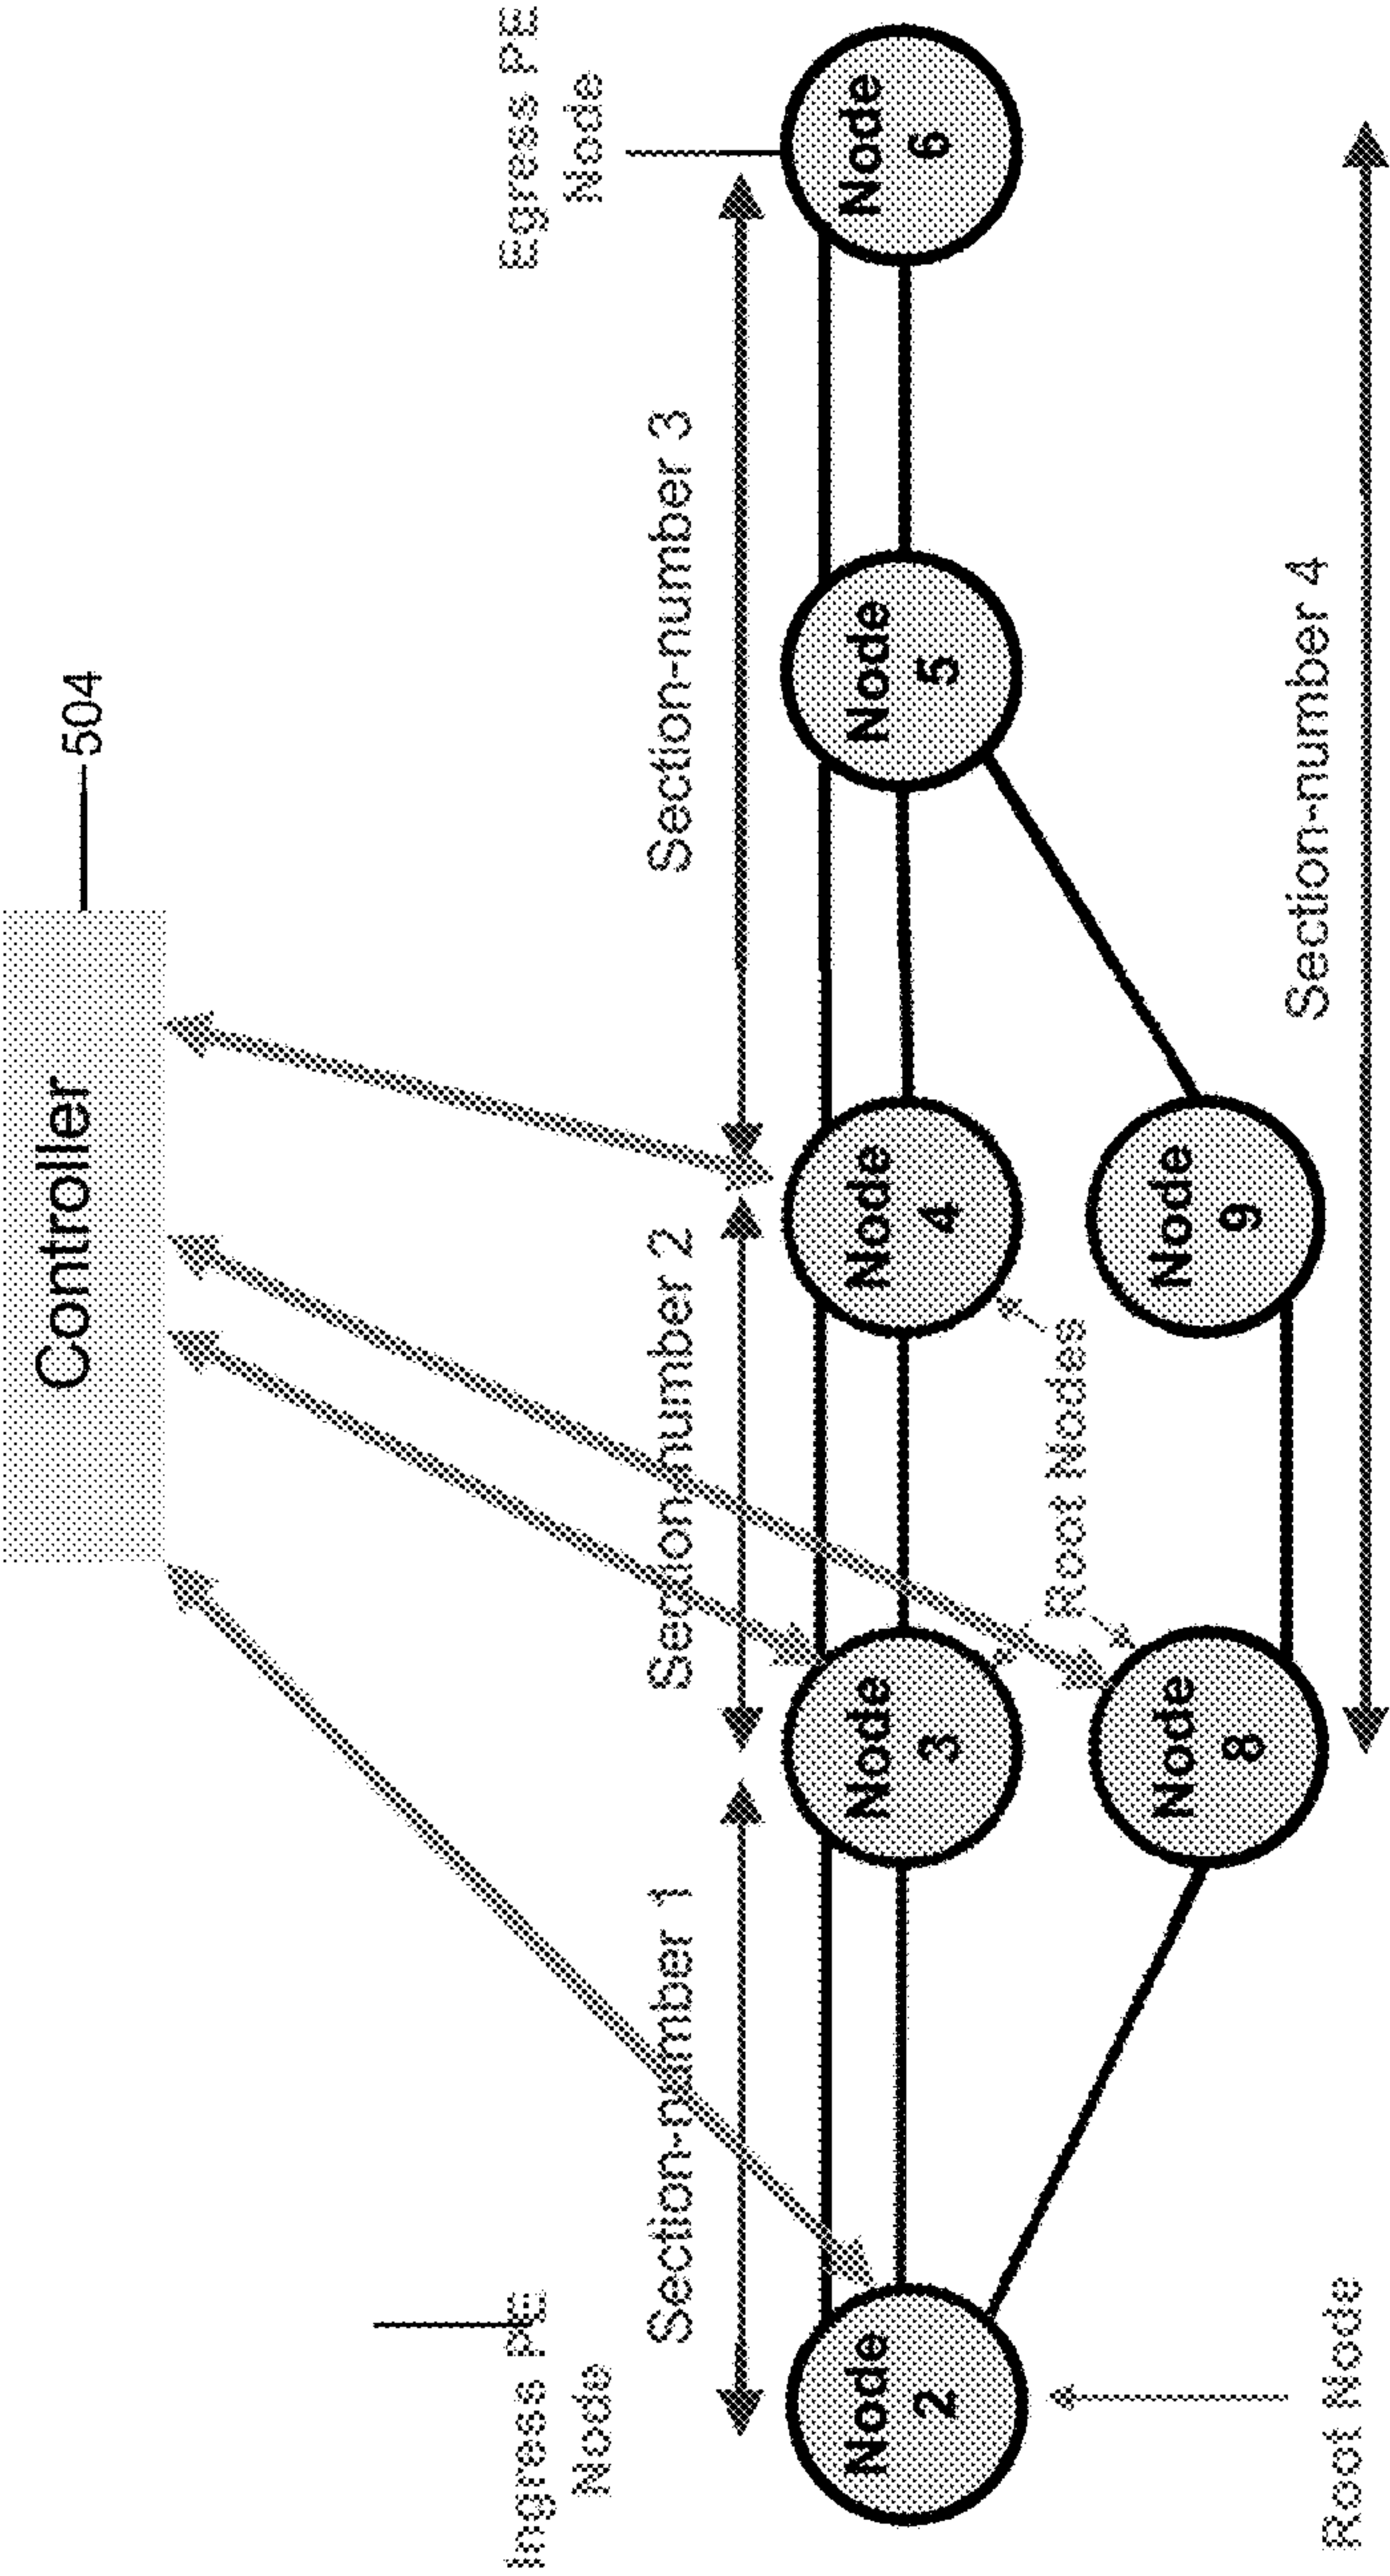 Controller
504
Ingress PE
Node
Egress PE
Node
Section-number 1
Section-number 2
Section-number 3
Node
2
Node
3
Node
4
Node
5
Node
6
Root Nodes
Node
8
Node
9
Section-number 4
Root Node